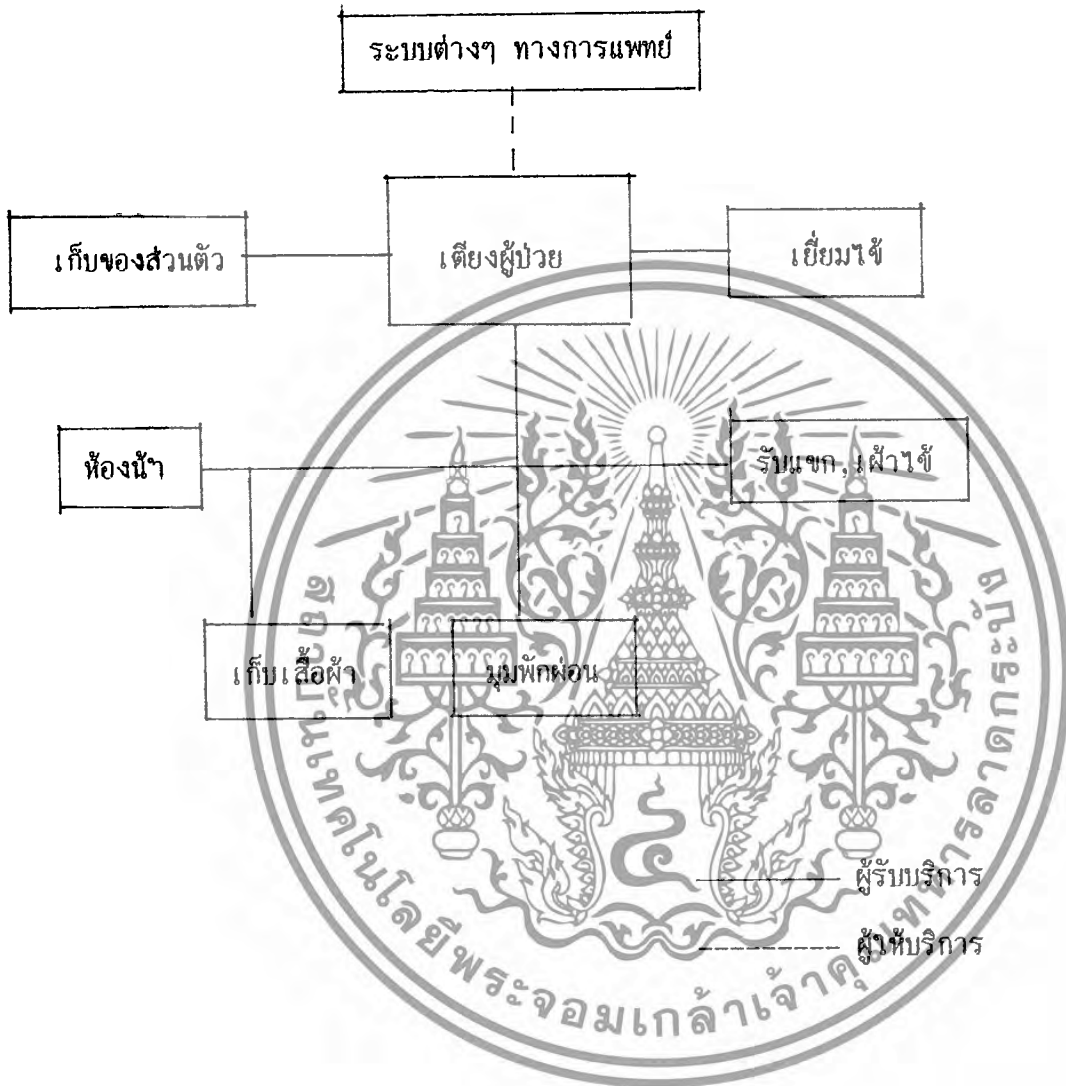 ระบบต่างๆ ทางการแพทย์
เก็บของส่วนตัว
เตียงผู้ป่วย
เยี่ยมไข้
ห้องน้ำ
รับแขก,เฝ้าไข้
เก็บเสื้อผ้า
มุมพักผ่อน
ผู้รับบริการ
ผู้ให้บริการ
สถาบันเทคโนโลยีพระจอมเกล้าเจ้าคุณทหารลาดกระบัง
๔